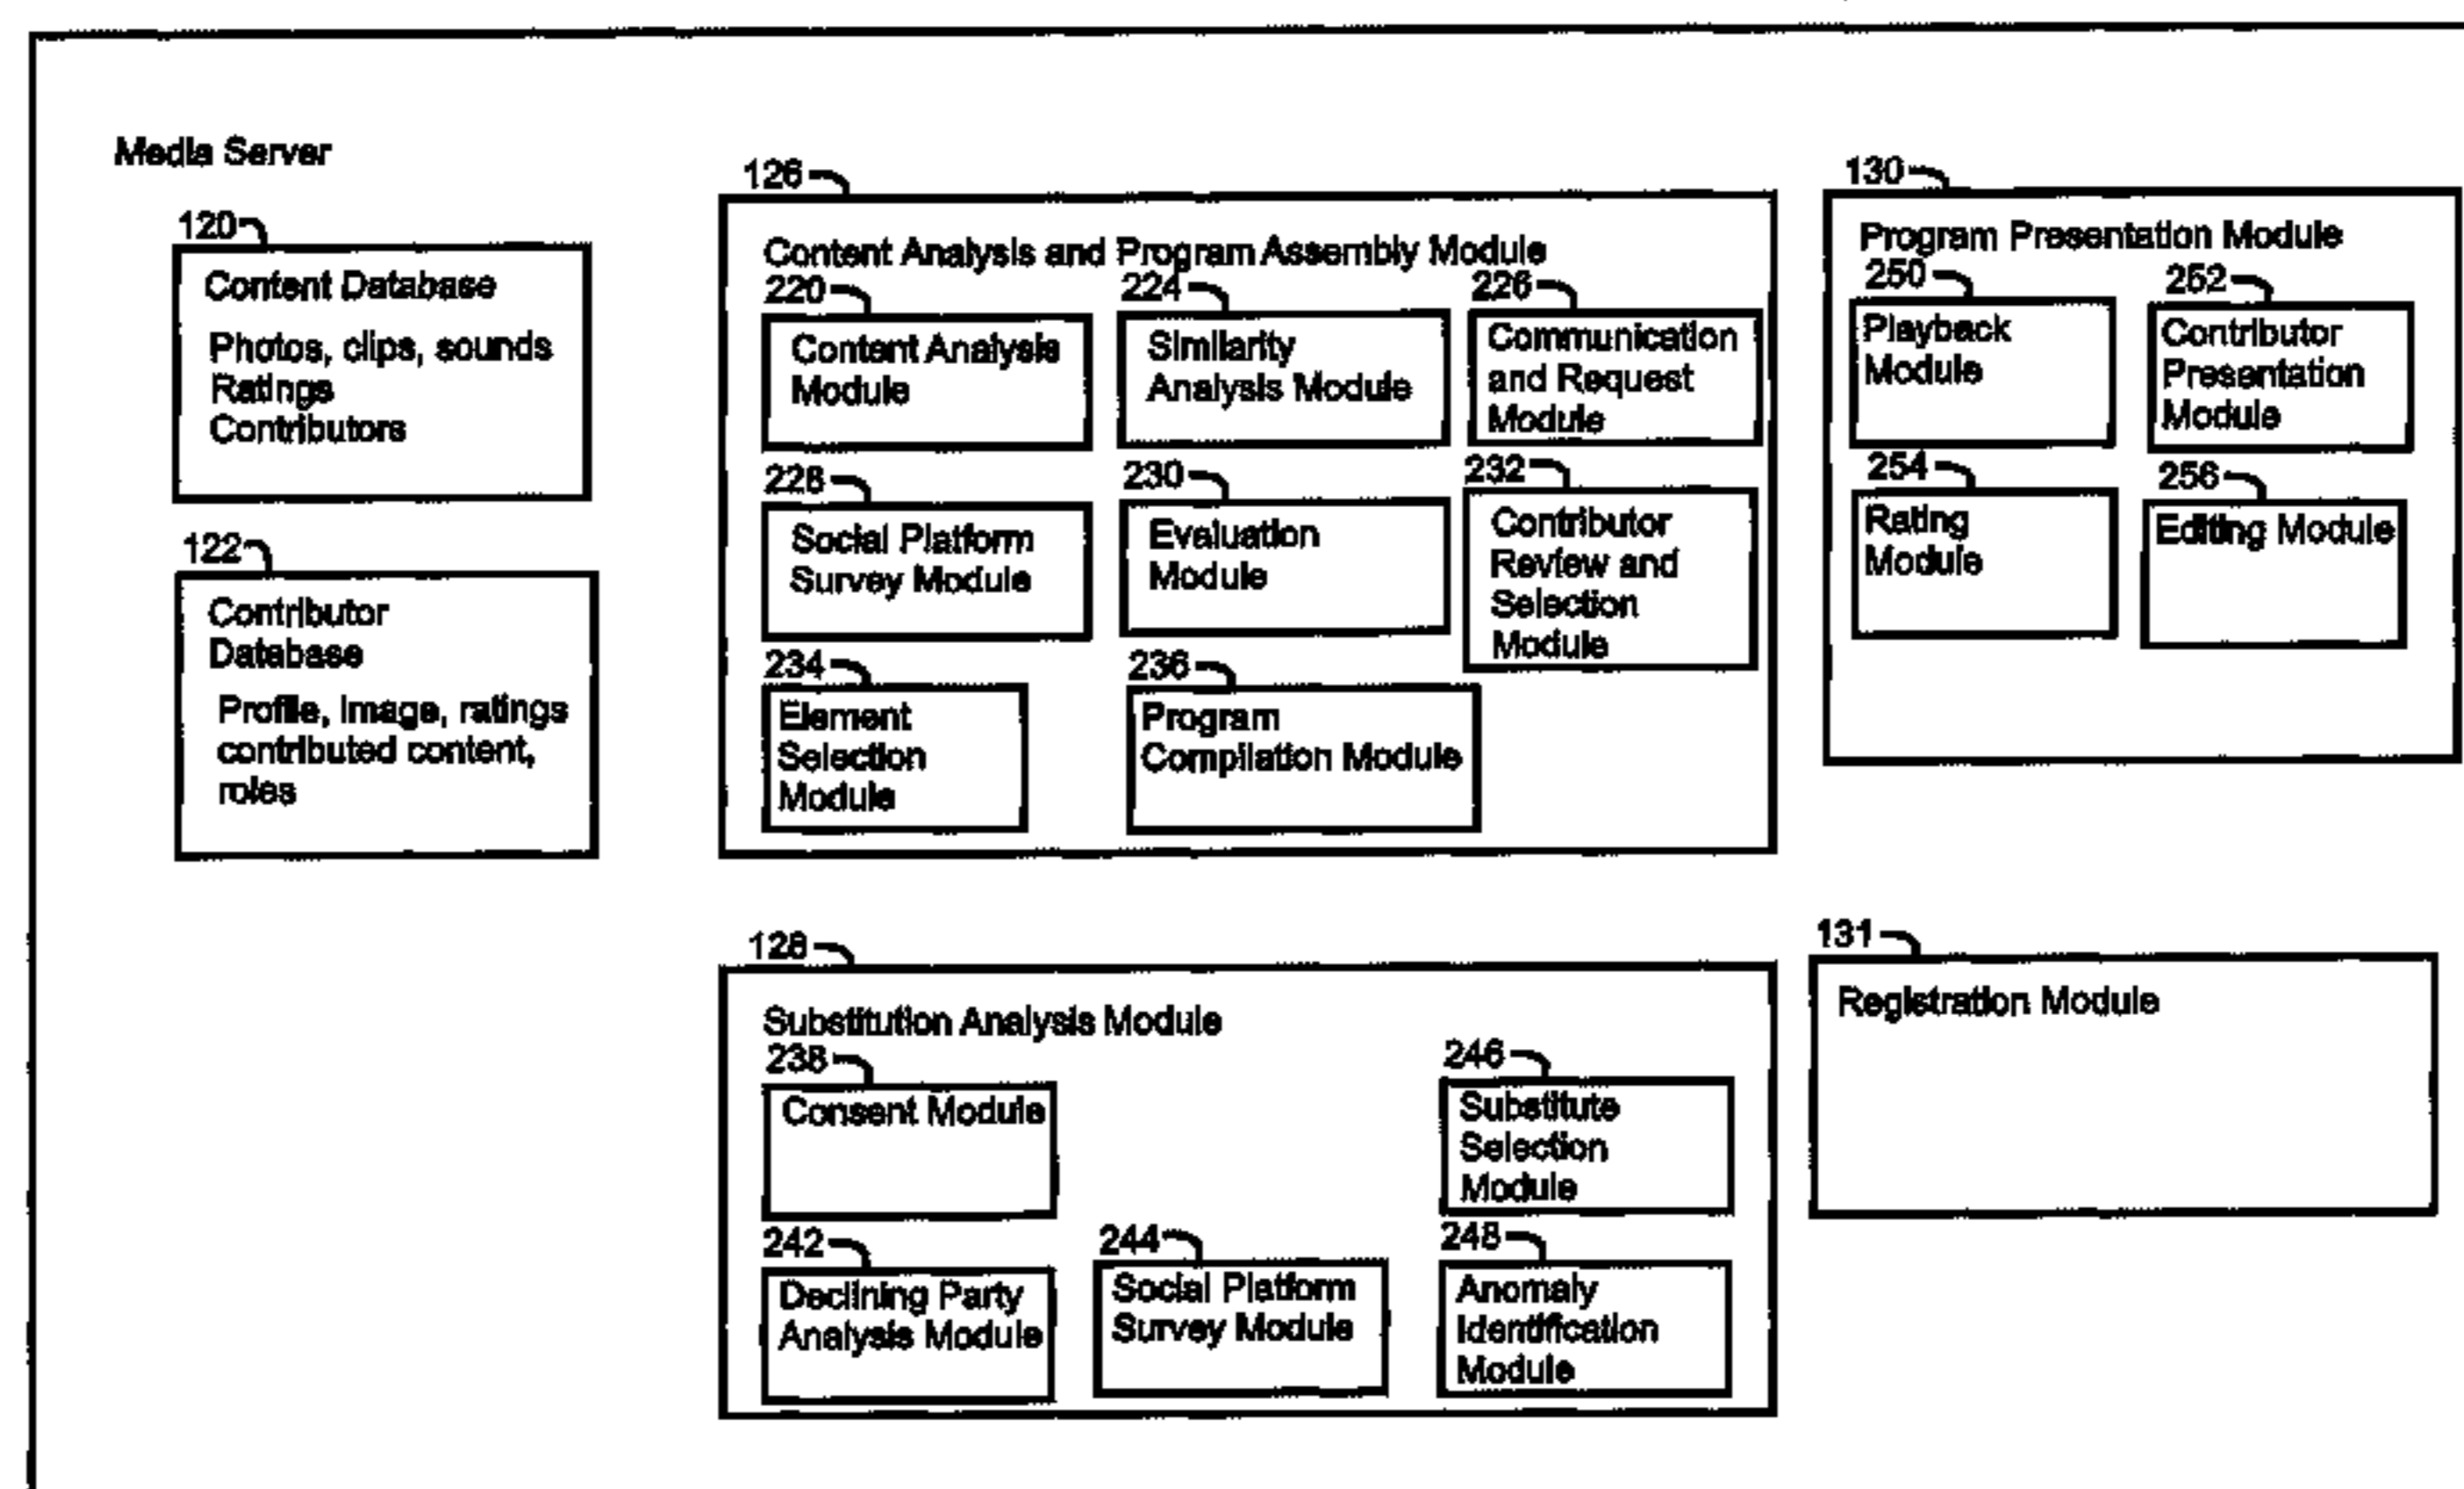 Media Server
120
Content Database
Photos, clips, sounds
Ratings
Contributors
122
Contributor
Database
Profile, image, ratings
contributed content,
roles
126
Content Analysis and Program Assembly Module
220
Content Analysis
Module
224
Similarity
Analysis Module
226
Communication
and Request
Module
228
Social Platform
Survey Module
230
Evaluation
Module
232
Contributor
Review and
Selection
Module
234
Element
Selection
Module
236
Program
Compilation Module
130
Program Presentation Module
250
Playback
Module
252
Contributor
Presentation
Module
254
Rating
Module
256
Editing Module
128
Substitution Analysis Module
238
Consent Module
246
Substitute
Selection
Module
242
Declining Party
Analysis Module
244
Social Platform
Survey Module
248
Anomaly
Identification
Module
131
Registration Module